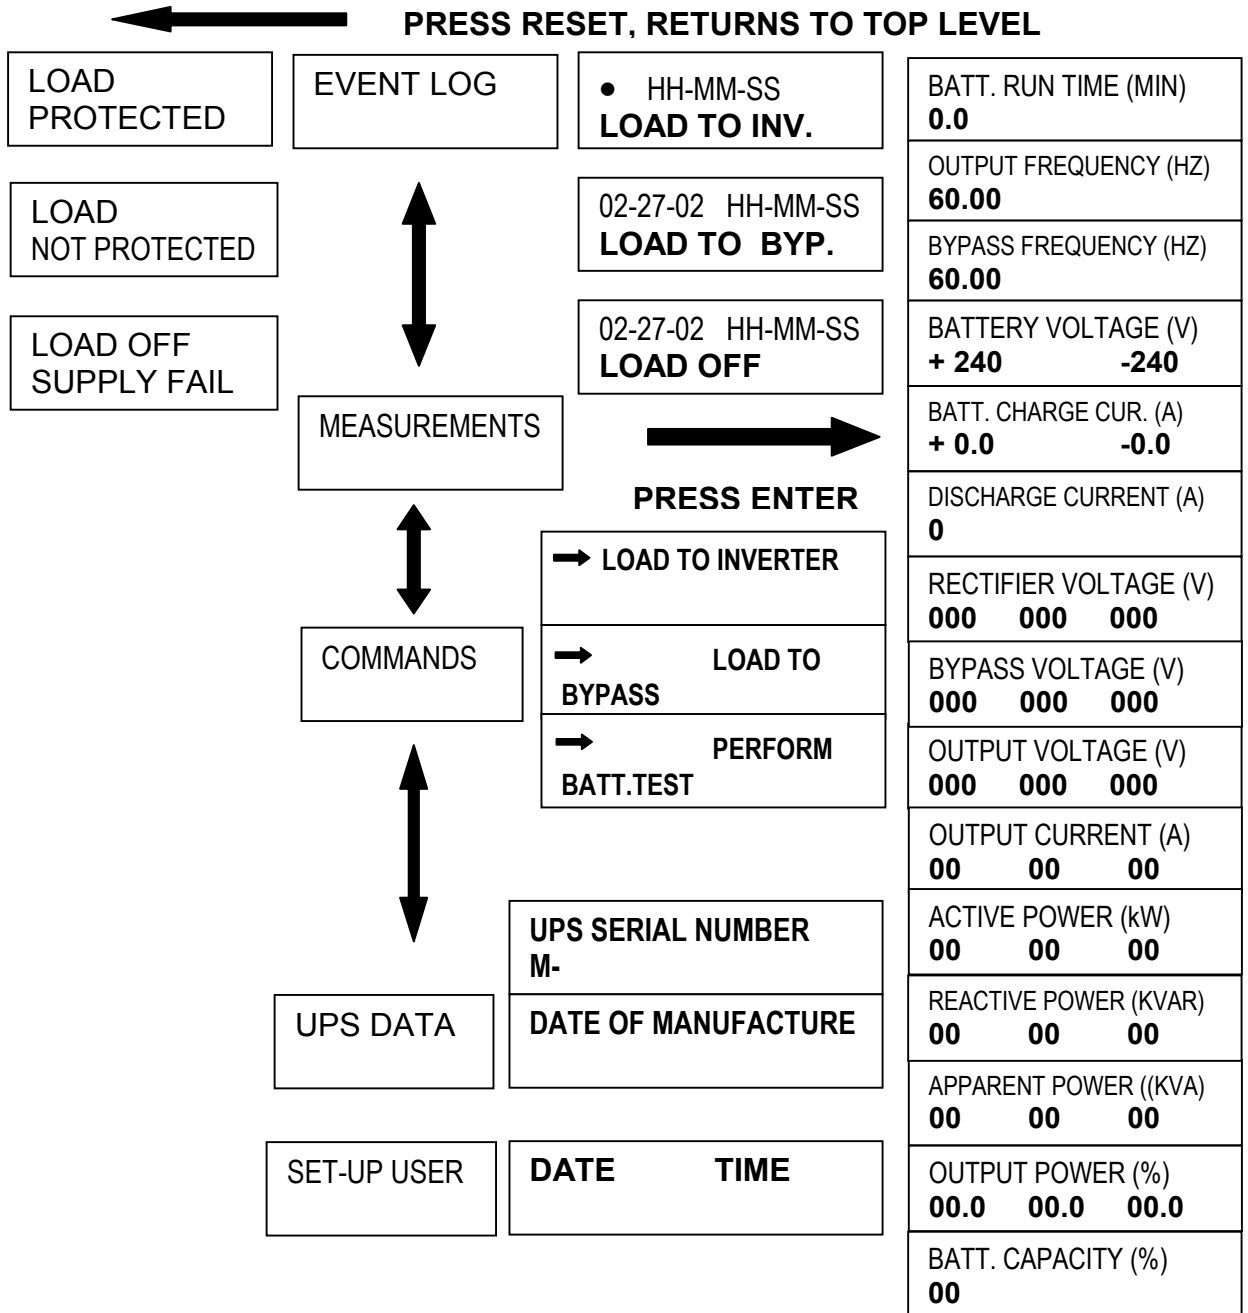 PRESS RESET, RETURNS TO TOP LEVEL
LOAD
PROTECTED
LOAD
NOT PROTECTED
LOAD OFF
SUPPLY FAIL
EVENT LOG
MEASUREMENTS
COMMANDS
UPS DATA
SET-UP USER
• HH-MM-SS
LOAD TO INV.
02-27-02 HH-MM-SS
LOAD TO BYP.
02-27-02 HH-MM-SS
LOAD OFF
PRESS ENTER
→ LOAD TO INVERTER
→ LOAD TO
BYPASS
→ PERFORM
BATT.TEST
UPS SERIAL NUMBER
M-
DATE OF MANUFACTURE
DATE TIME
BATT. RUN TIME (MIN)
0.0
OUTPUT FREQUENCY (HZ)
60.00
BYPASS FREQUENCY (HZ)
60.00
BATTERY VOLTAGE (V)
+ 240 -240
BATT. CHARGE CUR. (A)
+ 0.0 -0.0
DISCHARGE CURRENT (A)
0
RECTIFIER VOLTAGE (V)
000 000 000
BYPASS VOLTAGE (V)
000 000 000
OUTPUT VOLTAGE (V)
000 000 000
OUTPUT CURRENT (A)
00 00 00
ACTIVE POWER (kW)
00 00 00
REACTIVE POWER (KVAR)
00 00 00
APPARENT POWER ((KVA)
00 00 00
OUTPUT POWER (%)
00.0 00.0 00.0
BATT. CAPACITY (%)
00